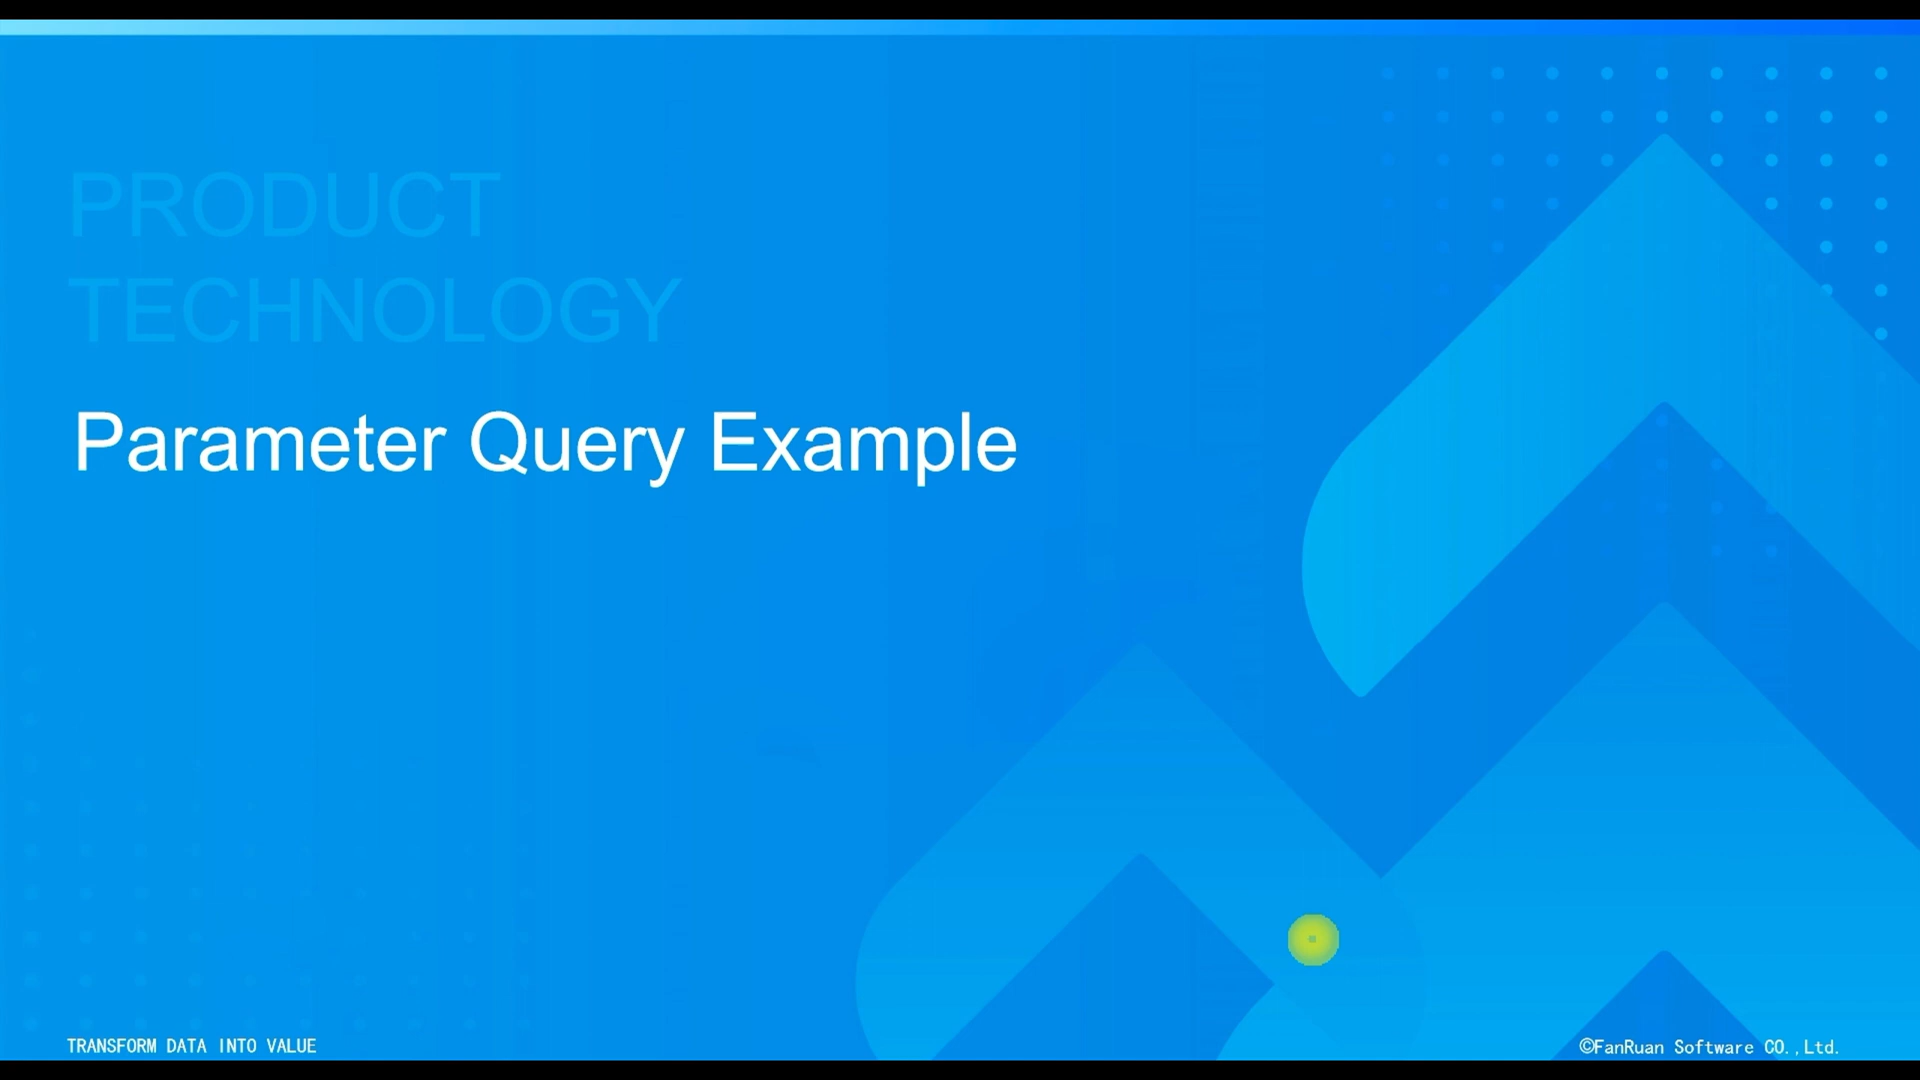 PRODUCT
TECHNOLOGY
Parameter Query Example
TRANSFORM DATA INTO VALUE
©FanRuan Software CO.,Ltd.